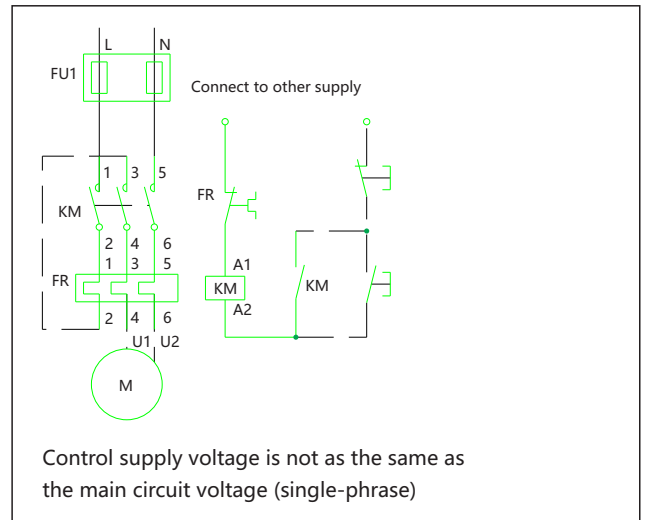 L N
FU1
Connect to other supply
1 3 5
KM
FR
2 4 6
1 3 5
FR
A1
KM
KM
A2
2 4 6
U1 U2
M
Control supply voltage is not as the same as
the main circuit voltage (single-phrase)